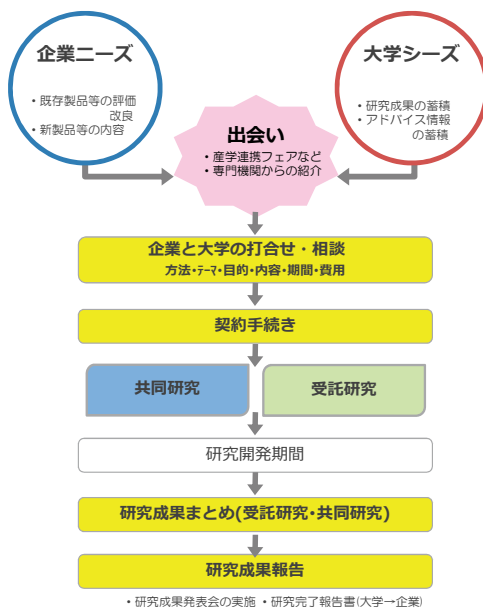 企業ニーズ
・既存製品等の評価
改良
・新製品等の内容
大学シーズ
・研究成果の蓄積
・アドバイス情報
の蓄積
出会い
・産学連携フェアなど
・専門機関からの紹介
企業と大学の打合せ・相談
方法・テーマ・目的・内容・期間・費用
契約手続き
共同研究
受託研究
研究開発期間
研究成果まとめ(受託研究・共同研究)
研究成果報告
・研究成果発表会の実施 ・研究完了報告書(大学→企業)